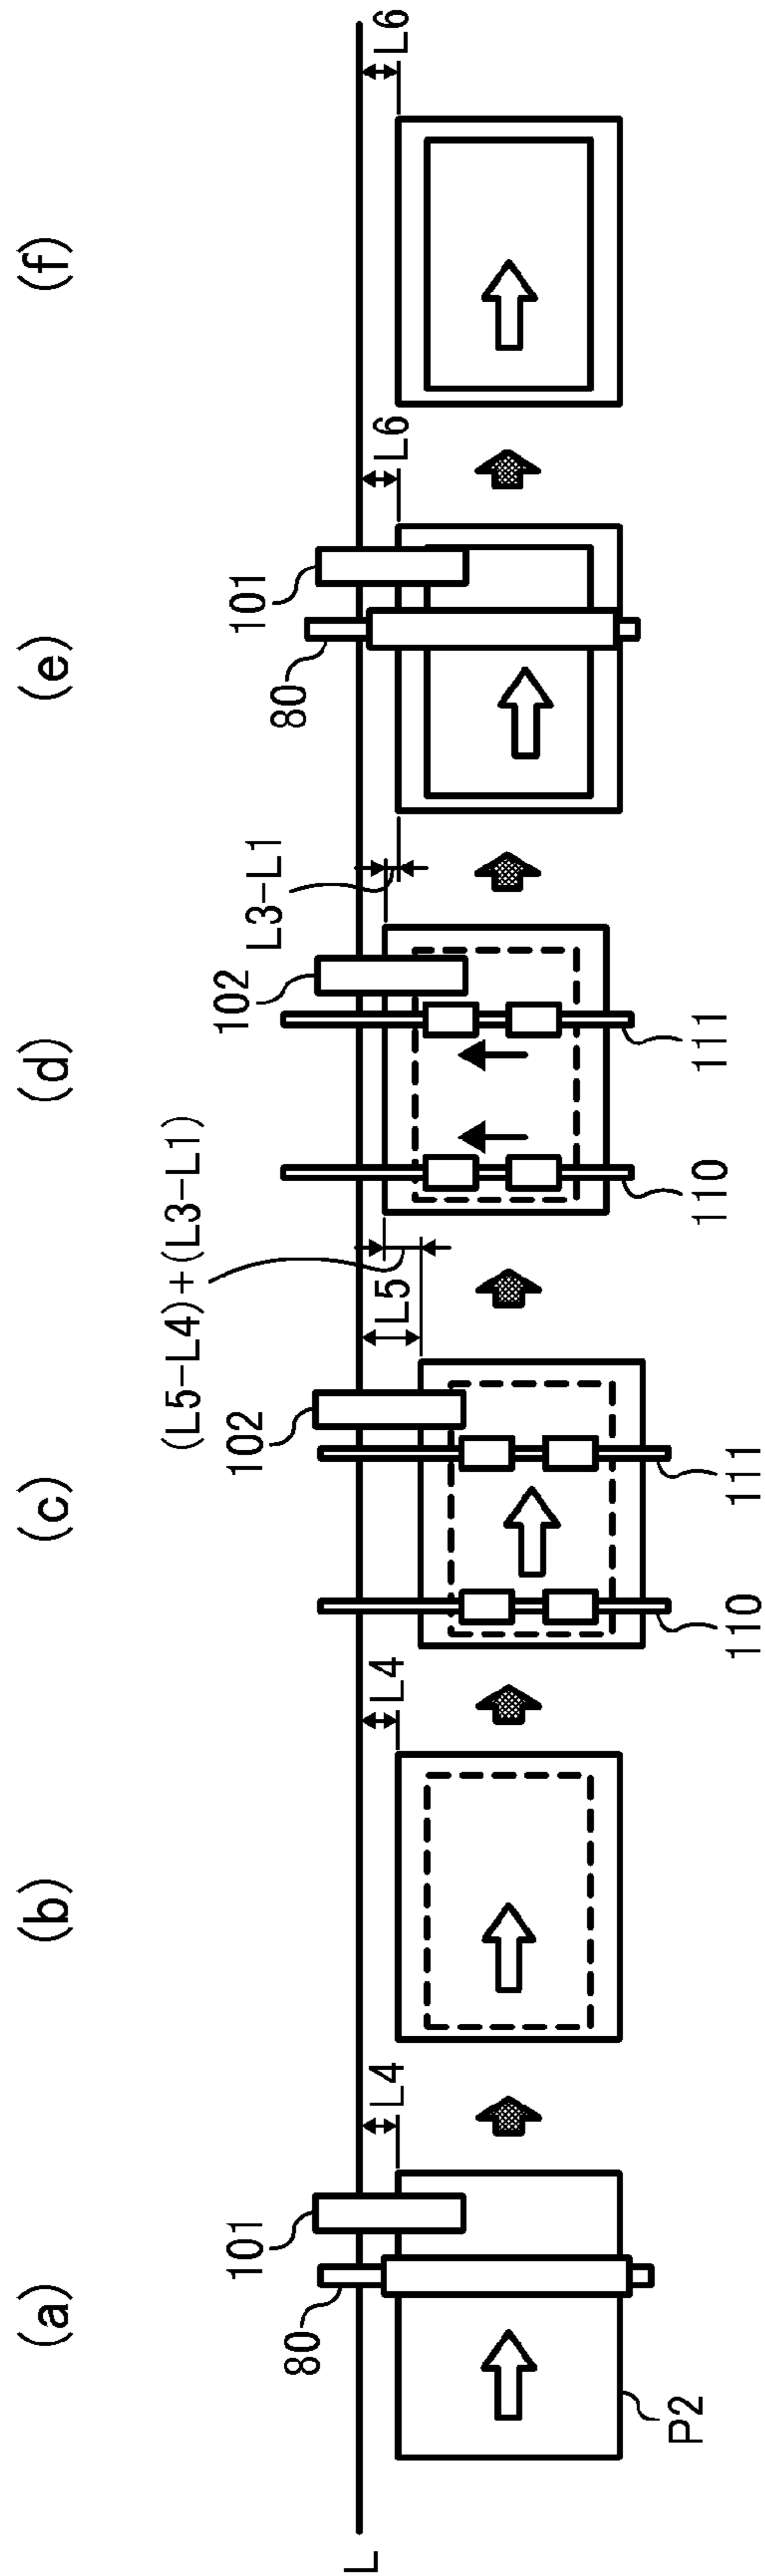 (a)
(b)
(c)
(d)
(e)
(f)
L
80
101
P2
L4
L4
102
110
111
L5
(L5-L4)+(L3-L1)
102
110
111
L3-L1
80
101
L6
L6